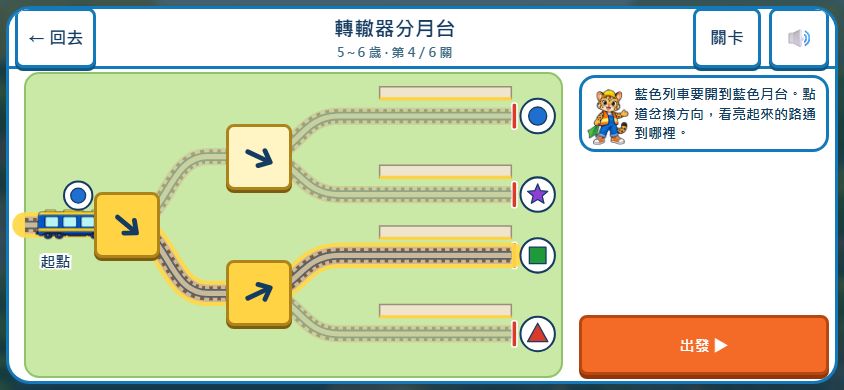 ← 回去
轉轍器分月台
5~6 歲 · 第 4 / 6 關
關卡
起點
藍色列車要開到藍色月台。點
道岔換方向，看亮起來的路通
到哪裡。
出發 ▶